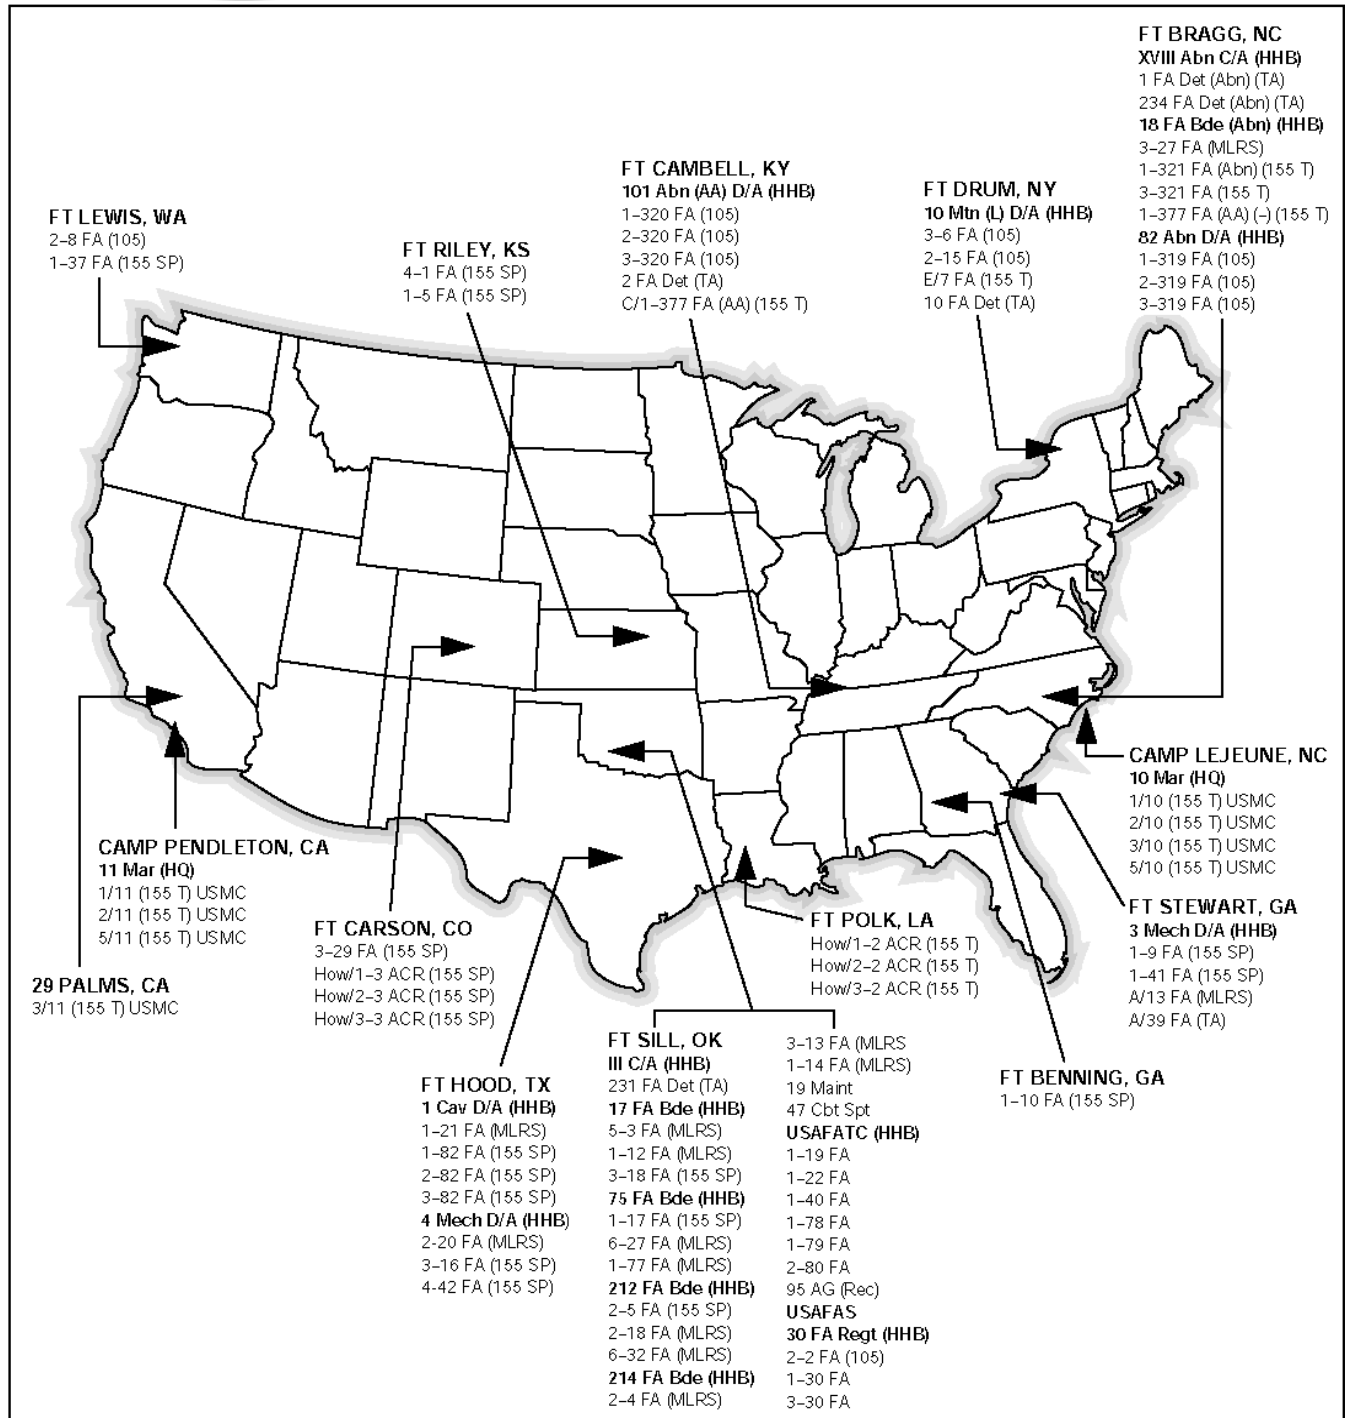 FT BRAGG, NC
XVIII Abn C/A (HHB)
1 FA Det (Abn) (TA)
234 FA Det (Abn) (TA)
18 FA Bde (Abn) (HHB)
3–27 FA (MLRS)
1–321 FA (Abn) (155 T)
3–321 FA (155 T)
1–377 FA (AA) (-) (155 T)
82 Abn D/A (HHB)
1–319 FA (105)
2–319 FA (105)
3–319 FA (105)
FT CAMBELL, KY
101 Abn (AA) D/A (HHB)
1–320 FA (105)
2–320 FA (105)
3–320 FA (105)
2 FA Det (TA)
C/1–377 FA (AA) (155 T)
FT DRUM, NY
10 Mtn (L) D/A (HHB)
3–6 FA (105)
2–15 FA (105)
E/7 FA (155 T)
10 FA Det (TA)
FT LEWIS, WA
2–8 FA (105)
1–37 FA (155 SP)
FT RILEY, KS
4–1 FA (155 SP)
1–5 FA (155 SP)
CAMP LEJEUNE, NC
10 Mar (HQ)
1/10 (155 T) USMC
2/10 (155 T) USMC
3/10 (155 T) USMC
5/10 (155 T) USMC
CAMP PENDLETON, CA
11 Mar (HQ)
1/11 (155 T) USMC
2/11 (155 T) USMC
5/11 (155 T) USMC
29 PALMS, CA
3/11 (155 T) USMC
FT CARSON, CO
3–29 FA (155 SP)
How/1–3 ACR (155 SP)
How/2–3 ACR (155 SP)
How/3–3 ACR (155 SP)
FT POLK, LA
How/1–2 ACR (155 T)
How/2–2 ACR (155 T)
How/3–2 ACR (155 T)
FT STEWART, GA
3 Mech D/A (HHB)
1–9 FA (155 SP)
1–41 FA (155 SP)
A/13 FA (MLRS)
A/39 FA (TA)
FT HOOD, TX
1 Cav D/A (HHB)
1–21 FA (MLRS)
1–82 FA (155 SP)
2–82 FA (155 SP)
3–82 FA (155 SP)
4 Mech D/A (HHB)
2-20 FA (MLRS)
3–16 FA (155 SP)
4-42 FA (155 SP)
FT SILL, OK
III C/A (HHB)
231 FA Det (TA)
17 FA Bde (HHB)
5–3 FA (MLRS)
1–12 FA (MLRS)
3–18 FA (155 SP)
75 FA Bde (HHB)
1–17 FA (155 SP)
6–27 FA (MLRS)
1–77 FA (MLRS)
212 FA Bde (HHB)
2–5 FA (155 SP)
2–18 FA (MLRS)
6–32 FA (MLRS)
214 FA Bde (HHB)
2–4 FA (MLRS)
3–13 FA (MLRS
1–14 FA (MLRS)
19 Maint
47 Cbt Spt
USAFATC (HHB)
1–19 FA
1–22 FA
1–40 FA
1–78 FA
1–79 FA
2–80 FA
95 AG (Rec)
USAFAS
30 FA Regt (HHB)
2–2 FA (105)
1–30 FA
3–30 FA
FT BENNING, GA
1–10 FA (155 SP)